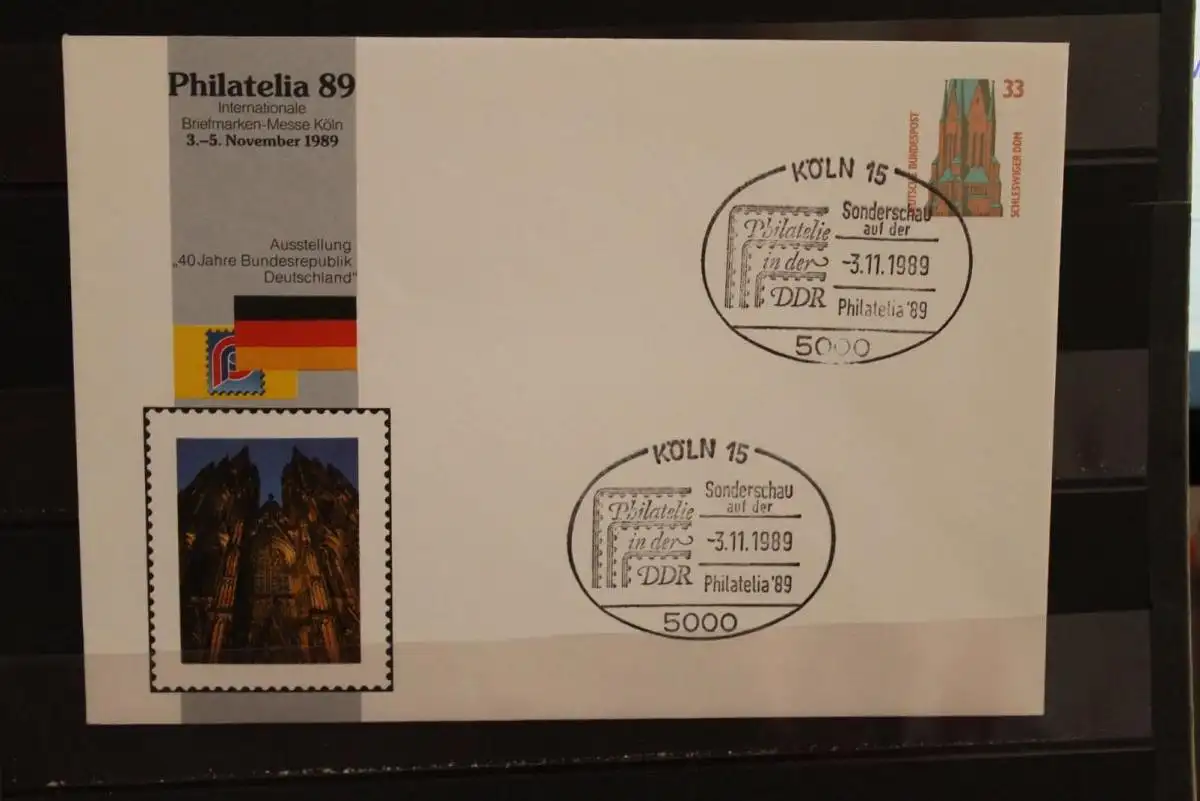 Philatelia 89
Internationale
Briefmarken-Messe Köln
3.–5. November 1989
Ausstellung
„40 Jahre Bundesrepublik
Deutschland"
33
DEUTSCHE BUNDESPOST
SCHLESWIGER DOM
KÖLN 15
Philatelie
in der
DDR
Sonderschau
auf der
-3.11.1989
Philatelia '89
5000
KÖLN 15
Philatelie
in der
DDR
Sonderschau
auf der
-3.11.1989
Philatelia '89
5000